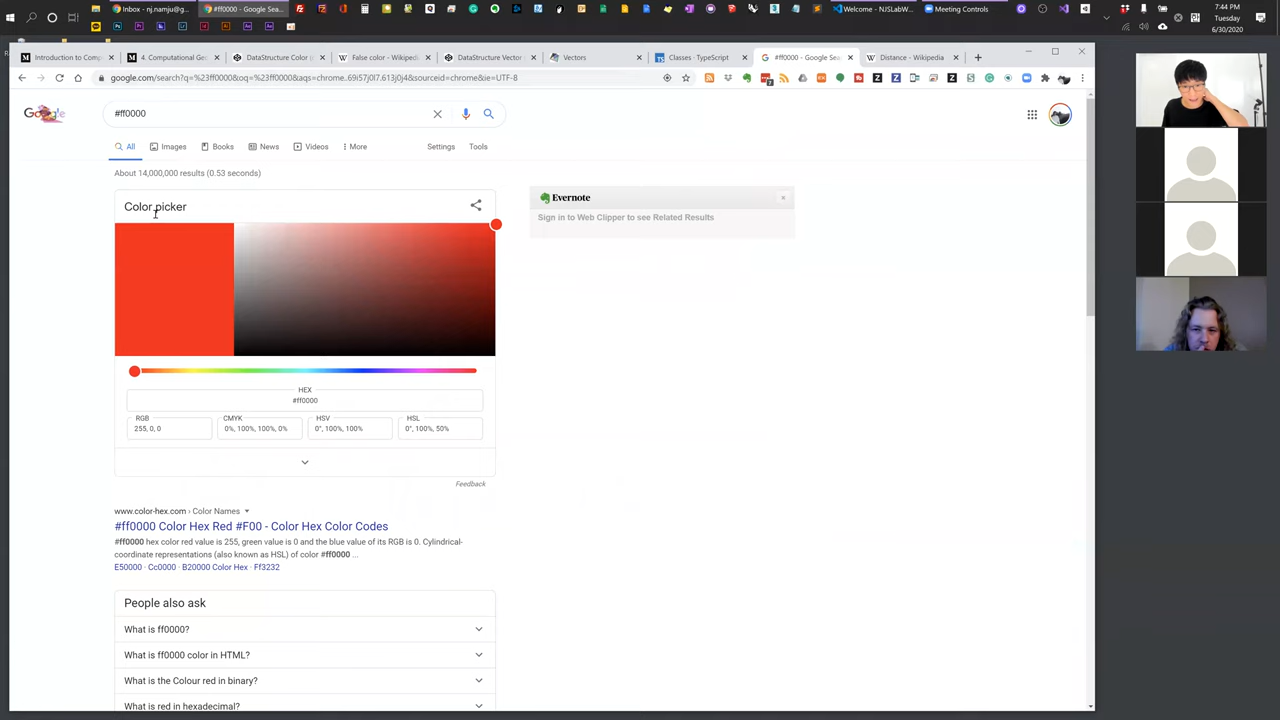 Inbox - nj.namju@g...
#ff0000 - Google Sea...
Welcome - NJSLabW...
Meeting Controls
7:44 PM
Tuesday
6/30/2020
Introduction to Comp
4. Computational Geo
DataStructure Color (
False color - Wikipedi
DataStructure Vector
Vectors
Classes · TypeScript
#ff0000 - Google Sea
Distance - Wikipedia
google.com/search?q=%23ff0000&oq=%23ff0000&aqs=chrome..69i57j0l7.613j0j4&sourceid=chrome&ie=UTF-8
Google
#ff0000
All
Images
Books
News
Videos
More
Settings
Tools
About 14,000,000 results (0.53 seconds)
Color picker
Evernote
Sign in to Web Clipper to see Related Results
HEX
#ff0000
RGB
255, 0, 0
CMYK
0%, 100%, 100%, 0%
HSV
0°, 100%, 100%
HSL
0°, 100%, 50%
Feedback
www.color-hex.com › Color Names
#ff0000 Color Hex Red #F00 - Color Hex Color Codes
#ff0000 hex color red value is 255, green value is 0 and the blue value of its RGB is 0. Cylindrical-
coordinate representations (also known as HSL) of color #ff0000 ...
E50000 · Cc0000 · B20000 Color Hex · Ff3232
People also ask
What is ff0000?
What is ff0000 color in HTML?
What is the Colour red in binary?
What is red in hexadecimal?